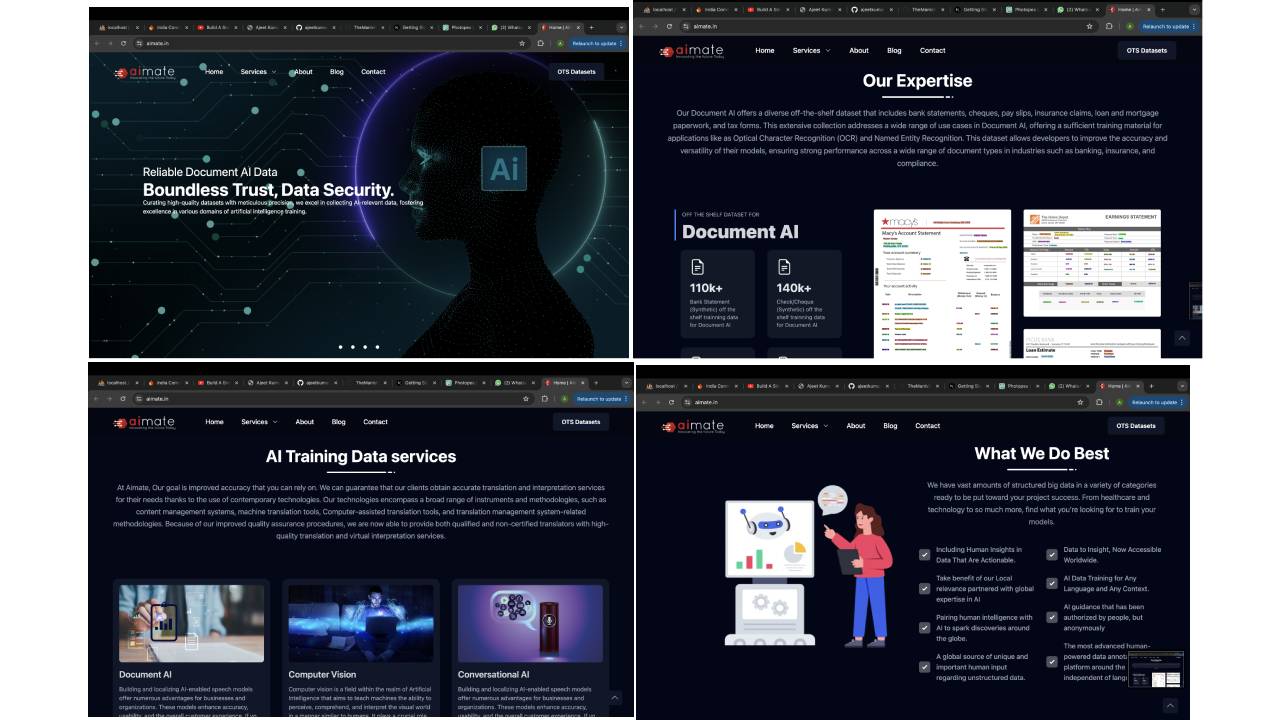 localhost:
India Con
Build A Si
Ajeet Kum
ajeetkuma
TheManta
Getting St
Photopea
(2) Whats
Home | Ai
aimate.in
Relaunch to update
aimate
Home
Services
About
Blog
Contact
OTS Datasets
Reliable Document AI Data
Boundless Trust, Data Security.
Curating high-quality datasets with meticulous precision, we excel in collecting AI-relevant data, fostering
excellence in various domains of artificial intelligence training.
Ai
aimate.in
Relaunch to update
aimate
Home
Services
About
Blog
Contact
OTS Datasets
Our Expertise
Our Document AI offers a diverse off-the-shelf dataset that includes bank statements, cheques, pay slips, insurance claims, loan and mortgage
paperwork, and tax forms. This extensive collection addresses a wide range of use cases in Document AI, offering a sufficient training material for
applications like as Optical Character Recognition (OCR) and Named Entity Recognition. This dataset allows developers to improve the accuracy and
versatility of their models, ensuring strong performance across a wide range of document types in industries such as banking, insurance, and
compliance.
OFF THE SHELF DATASET FOR
Document AI
110k+
Bank Statement
(Synthetic) off the
shelf trainning data
for Document AI
140k+
Check/Cheque
(Synthetic) off the
shelf trainning data
for Document AI
macy's
Macy's Account Statement
The Home Depot
EARNINGS STATEMENT
Loan Estimate
aimate.in
Relaunch to update
aimate
Home
Services
About
Blog
Contact
OTS Datasets
AI Training Data services
At Aimate, Our goal is improved accuracy that you can rely on. We can guarantee that our clients obtain accurate translation and interpretation services
for their needs thanks to the use of contemporary technologies. Our technologies encompass a broad range of instruments and methodologies, such as
content management systems, machine translation tools, Computer-assisted translation tools, and translation management system-related
methodologies. Because of our improved quality assurance procedures, we are now able to provide both qualified and non-certified translators with high-
quality translation and virtual interpretation services.
Document AI
Building and localizing AI-enabled speech models
offer numerous advantages for businesses and
organizations. These models enhance accuracy,
usability, and the overall customer experience. If you
Computer Vision
Computer vision is a field within the realm of Artificial
Intelligence that aims to teach machines the ability to
perceive, comprehend, and interpret the visual world
in a manner similar to humans. It plays a crucial role
Conversational AI
Building and localizing AI-enabled speech models
offer numerous advantages for businesses and
organizations. These models enhance accuracy,
usability, and the overall customer experience. If you
aimate.in
Relaunch to update
aimate
Home
Services
About
Blog
Contact
OTS Datasets
What We Do Best
We have vast amounts of structured big data in a variety of categories
ready to be put toward your project success. From healthcare and
technology to so much more, find what you're looking for to train your
models.
Including Human Insights in
Data That Are Actionable.
Take benefit of our Local
relevance partnered with global
expertise in AI
Pairing human intelligence with
AI to spark discoveries around
the globe.
A global source of unique and
important human input
regarding unstructured data.
Data to Insight, Now Accessible
Worldwide.
AI Data Training for Any
Language and Any Context.
AI guidance that has been
authorized by people, but
anonymously
The most advanced human-
powered data annota
platform around the
independent of lang